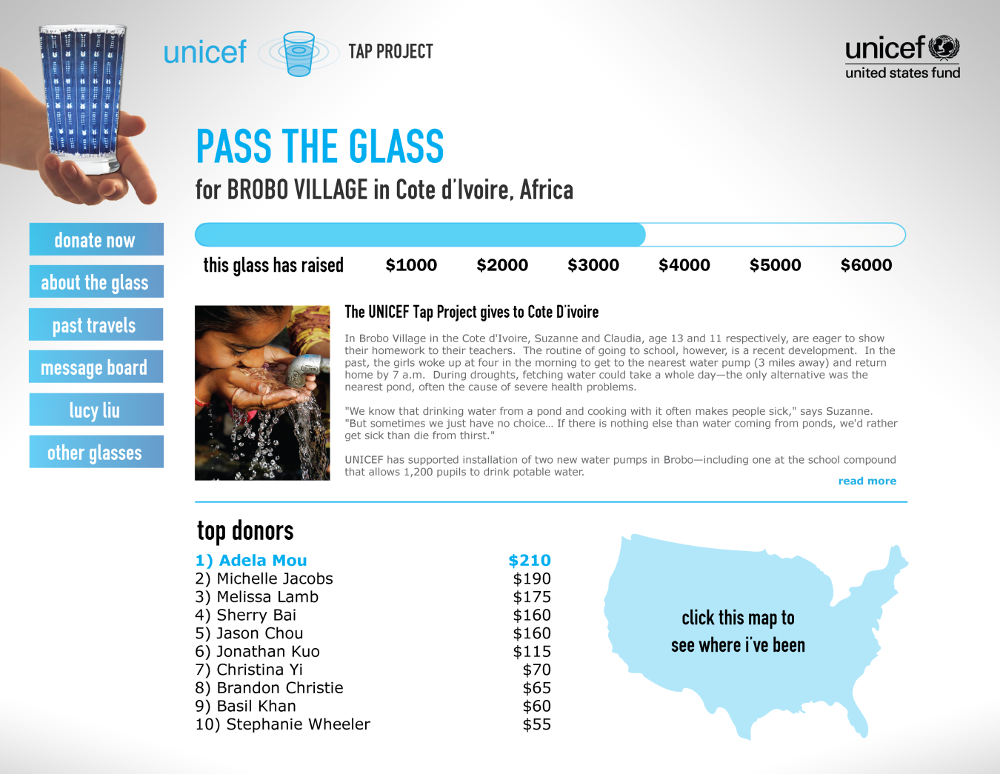 unicef TAP PROJECT
unicef
united states fund
PASS THE GLASS
for BROBO VILLAGE in Cote d'Ivoire, Africa
donate now
about the glass
past travels
message board
lucy liu
other glasses
this glass has raised $1000 $2000 $3000 $4000 $5000 $6000
The UNICEF Tap Project gives to Cote D'ivoire
In Brobo Village in the Cote d'Ivoire, Suzanne and Claudia, age 13 and 11 respectively, are eager to show
their homework to their teachers. The routine of going to school, however, is a recent development. In the
past, the girls woke up at four in the morning to get to the nearest water pump (3 miles away) and return
home by 7 a.m. During droughts, fetching water could take a whole day—the only alternative was the
nearest pond, often the cause of severe health problems.
"We know that drinking water from a pond and cooking with it often makes people sick," says Suzanne.
"But sometimes we just have no choice… If there is nothing else than water coming from ponds, we'd rather
get sick than die from thirst."
UNICEF has supported installation of two new water pumps in Brobo—including one at the school compound
that allows 1,200 pupils to drink potable water.
read more
top donors
1) Adela Mou $210
2) Michelle Jacobs $190
3) Melissa Lamb $175
4) Sherry Bai $160
5) Jason Chou $160
6) Jonathan Kuo $115
7) Christina Yi $70
8) Brandon Christie $65
9) Basil Khan $60
10) Stephanie Wheeler $55
click this map to
see where i've been